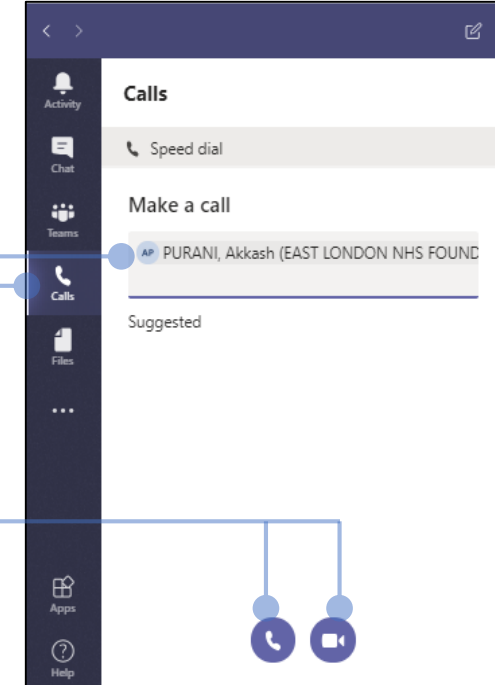 Activity
Chat
Teams
Calls
Files
Apps
Help
Calls
Speed dial
Make a call
AP PURANI, Akkash (EAST LONDON NHS FOUND
Suggested